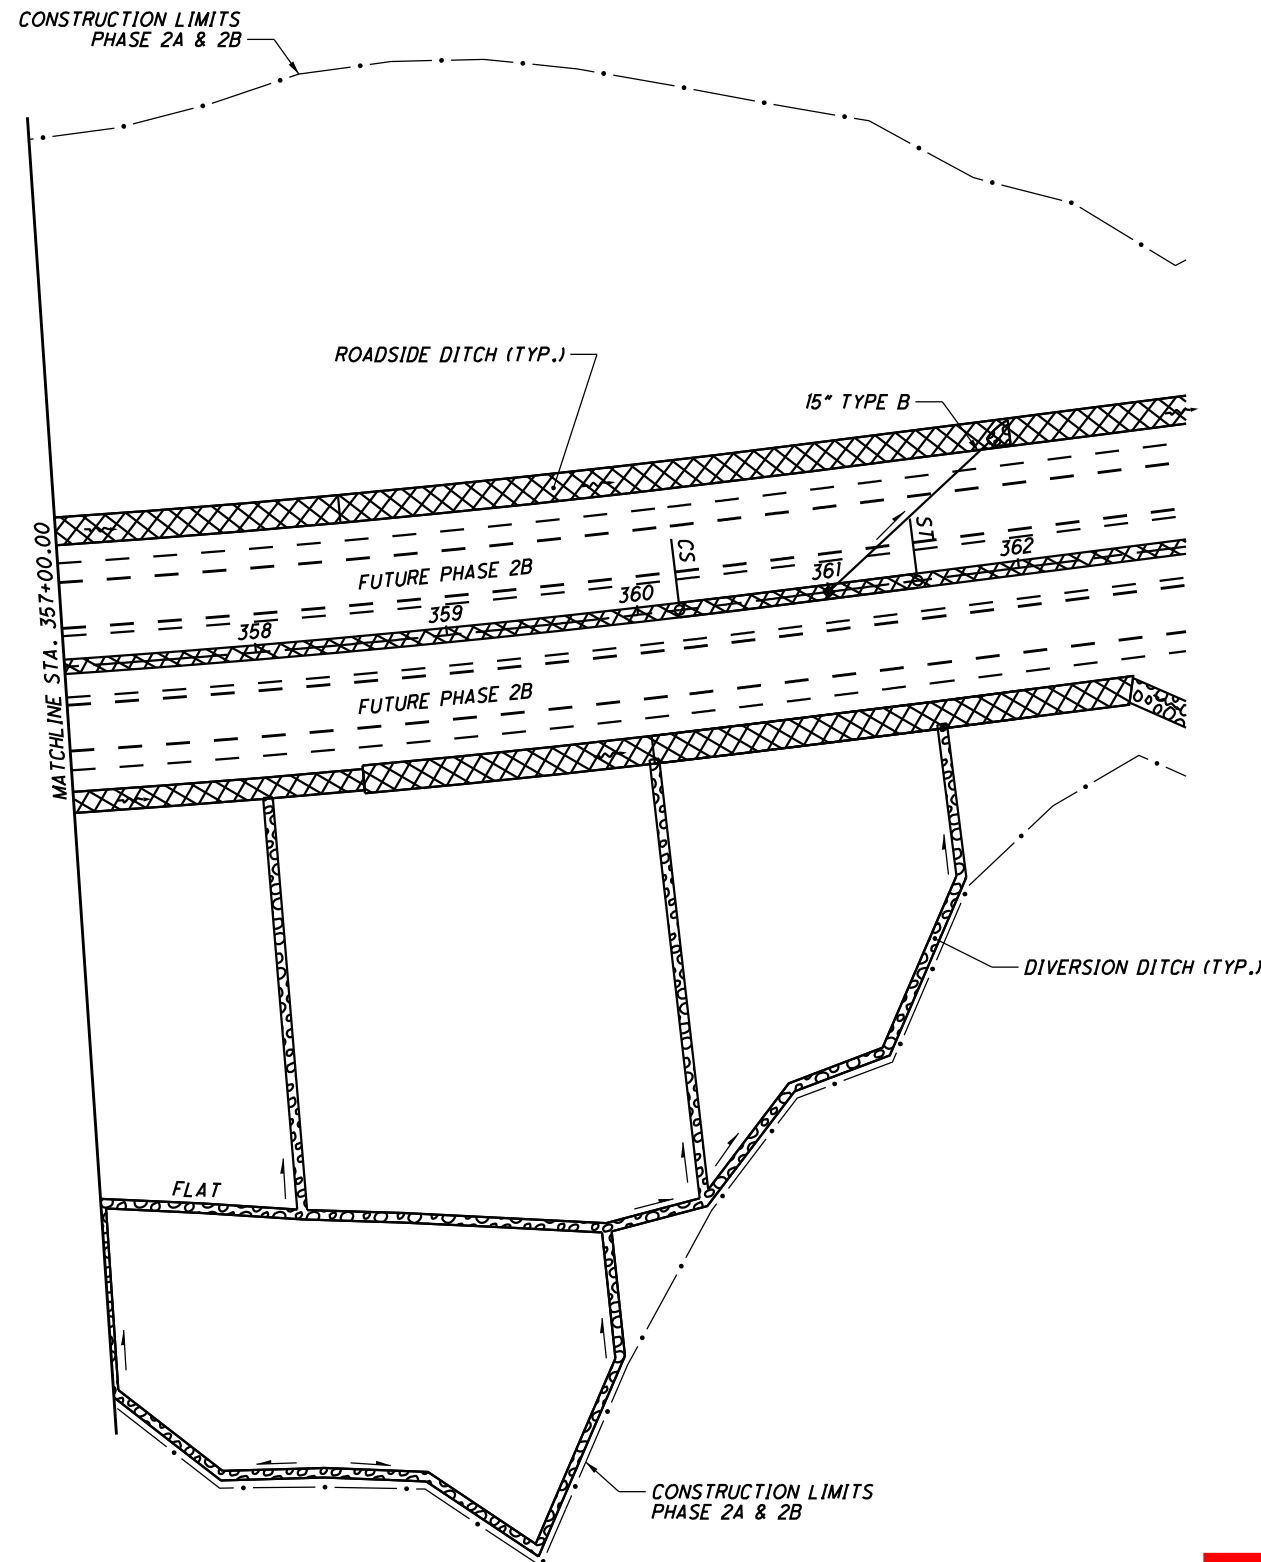 CONSTRUCTION LIMITS
PHASE 2A & 2B
ROADSIDE DITCH (TYP.)
15" TYPE B
MATCHLINE STA. 357+00.00
FUTURE PHASE 2B
CS
ST
358
359
360
361
362
FUTURE PHASE 2B
DIVERSION DITCH (TYP.)
FLAT
CONSTRUCTION LIMITS
PHASE 2A & 2B